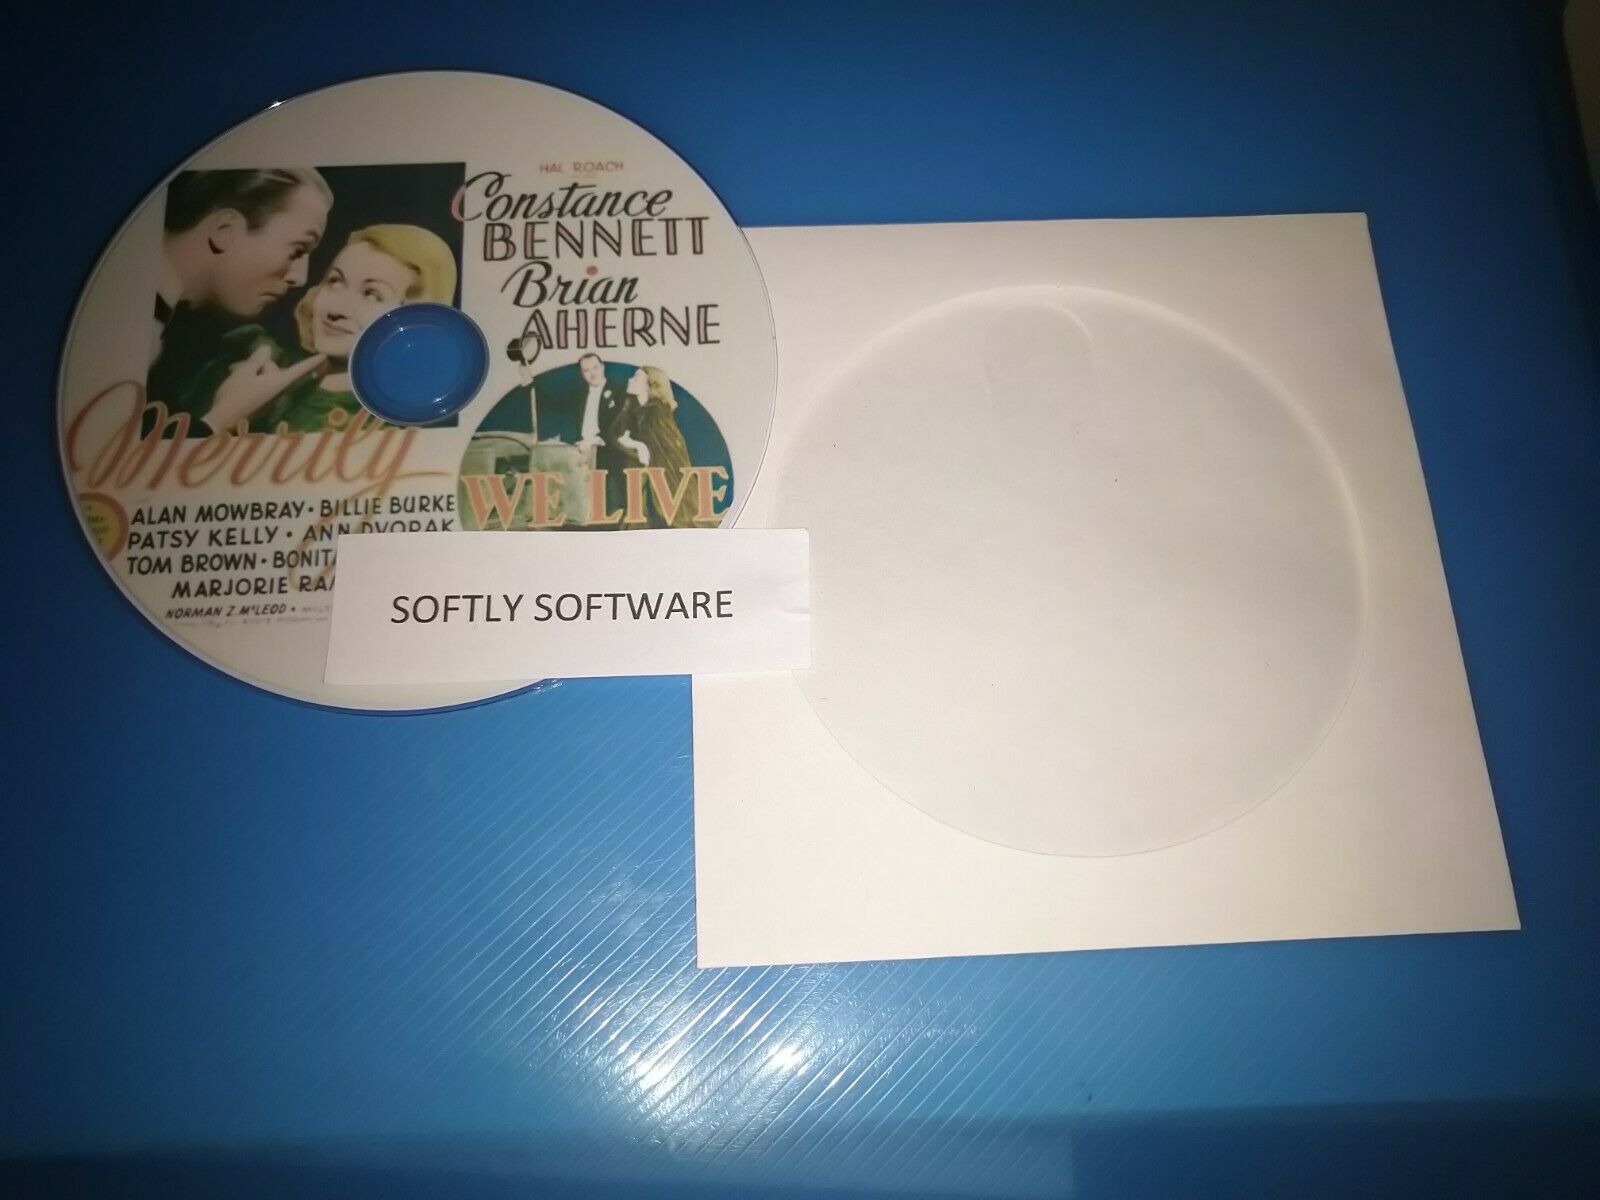 HAL ROACH
Constance
BENNETT
Brian
AHERNE
Merrily
WE LIVE
ALAN MOWBRAY • BILLIE BURKE
PATSY KELLY • ANN DVORAK
TOM BROWN • BONITA
MARJORIE
NORMAN Z. McLEOD •
SOFTLY SOFTWARE